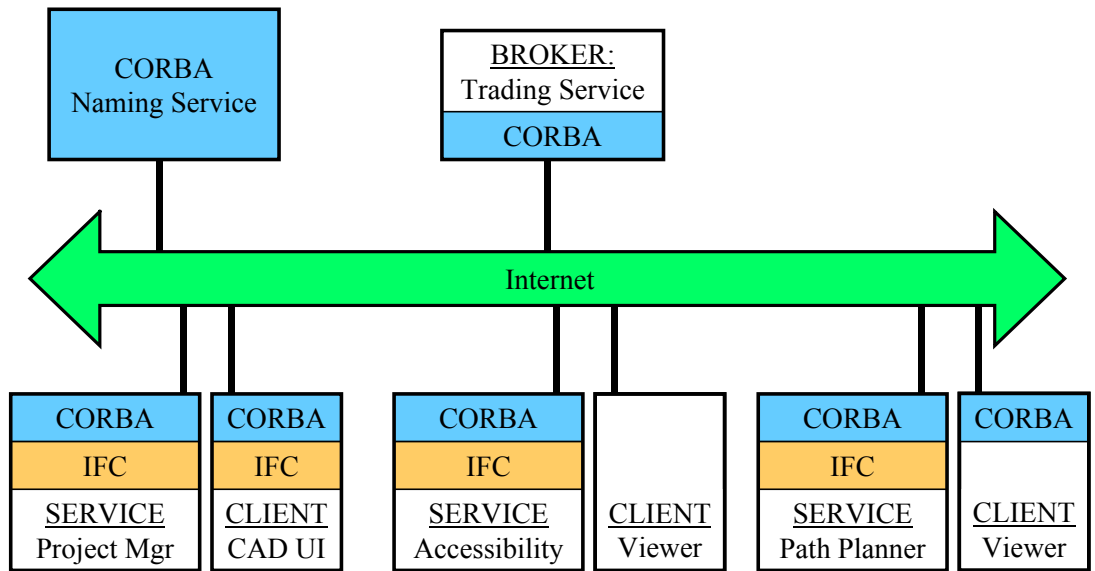 CORBA
Naming Service
BROKER:
Trading Service
CORBA
Internet
CORBA
IFC
SERVICE
Project Mgr
CORBA
IFC
CLIENT
CAD UI
CORBA
IFC
SERVICE
Accessibility
CLIENT
Viewer
CORBA
IFC
SERVICE
Path Planner
CORBA
CLIENT
Viewer